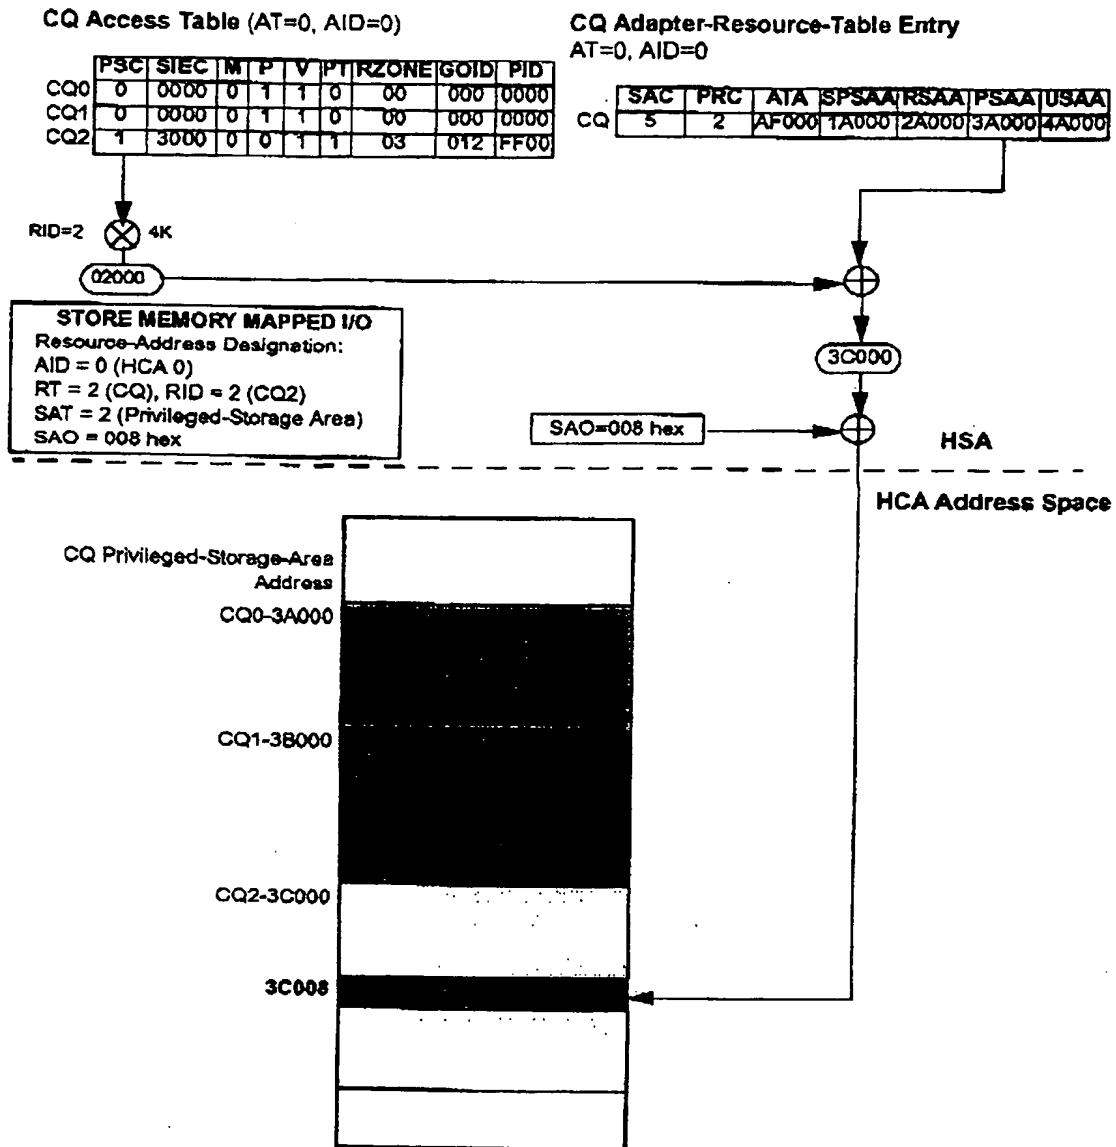 CQ Access Table (AT=0, AID=0)
PSC SIEC M P V PT RZONE GOID PID
CQ0 0 0000 0 1 1 0 00 000 0000
CQ1 0 0000 0 1 1 0 00 000 0000
CQ2 1 3000 0 0 1 1 03 012 FF00
CQ Adapter-Resource-Table Entry
AT=0, AID=0
SAC PRC ATA SPSAA RSAA PSAA USAA
CQ 5 2 AF000 1A000 2A000 3A000 4A000
RID=2 4K
02000
STORE MEMORY MAPPED I/O
Resource-Address Designation:
AID = 0 (HCA 0)
RT = 2 (CQ), RID = 2 (CQ2)
SAT = 2 (Privileged-Storage Area)
SAO = 008 hex
3C000
SAO=008 hex
HSA
HCA Address Space
CQ Privileged-Storage-Area
Address
CQ0-3A000
CQ1-3B000
CQ2-3C000
3C008